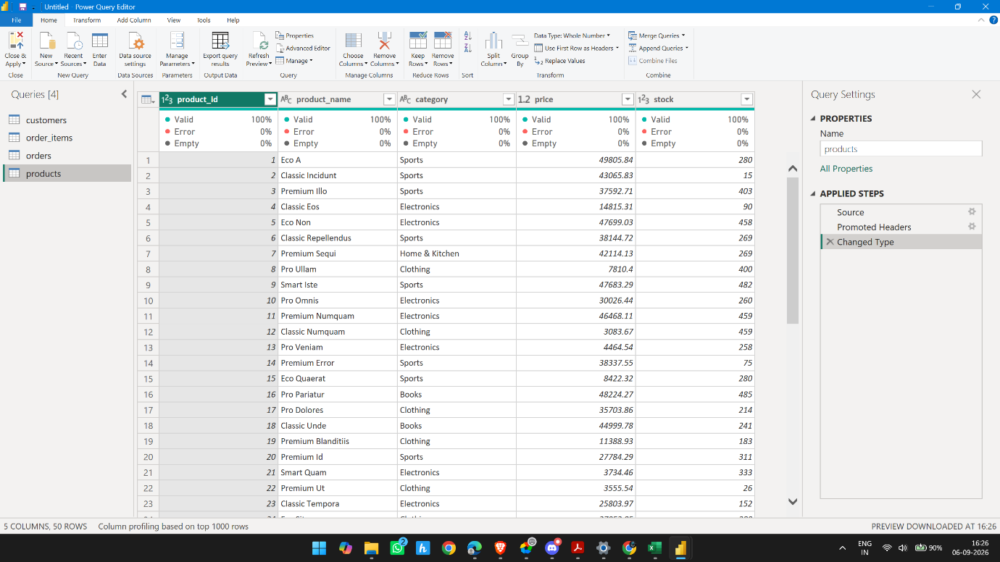 Untitled - Power Query Editor
File Home Transform Add Column View Tools Help
Close & Apply
New Source
Recent Sources
Enter Data
Data source settings
Manage Parameters
Export query results
Refresh Preview
Properties
Advanced Editor
Manage
Choose Columns
Remove Columns
Keep Rows
Remove Rows
Split Column
Group By
Data Type: Whole Number
Use First Row as Headers
Replace Values
Merge Queries
Append Queries
Combine Files
Close New Query Data Sources Parameters Output Data Query Manage Columns Reduce Rows Sort Transform Combine
Queries [4]
customers
order_items
orders
products
product_id product_name category price stock
Valid 100% Valid 100% Valid 100% Valid 100% Valid 100%
Error 0% Error 0% Error 0% Error 0% Error 0%
Empty 0% Empty 0% Empty 0% Empty 0% Empty 0%
1 1 Eco A Sports 49805.84 280
2 2 Classic Incidunt Sports 43065.83 15
3 3 Premium Illo Sports 37592.71 403
4 4 Classic Eos Electronics 14815.31 90
5 5 Eco Non Electronics 47699.03 458
6 6 Classic Repellendus Sports 38144.72 269
7 7 Premium Sequi Home & Kitchen 42114.13 269
8 8 Pro Ullam Clothing 7810.4 400
9 9 Smart Iste Sports 47683.29 482
10 10 Pro Omnis Electronics 30026.44 260
11 11 Premium Numquam Electronics 46468.11 459
12 12 Classic Numquam Clothing 3083.67 459
13 13 Pro Veniam Electronics 4464.54 258
14 14 Premium Error Sports 38337.55 75
15 15 Eco Quaerat Sports 8422.32 280
16 16 Pro Pariatur Books 48224.27 485
17 17 Pro Dolores Clothing 35703.86 214
18 18 Classic Unde Books 44999.78 241
19 19 Premium Blanditiis Clothing 11388.93 183
20 20 Premium Id Sports 27784.29 311
21 21 Smart Quam Electronics 3734.46 333
22 22 Premium Ut Clothing 3555.54 26
23 23 Classic Tempora Electronics 25803.97 152
Query Settings
PROPERTIES
Name
products
All Properties
APPLIED STEPS
Source
Promoted Headers
Changed Type
5 COLUMNS, 50 ROWS Column profiling based on top 1000 rows
PREVIEW DOWNLOADED AT 16:26
ENG
IN
90%
16:26
06-09-2026